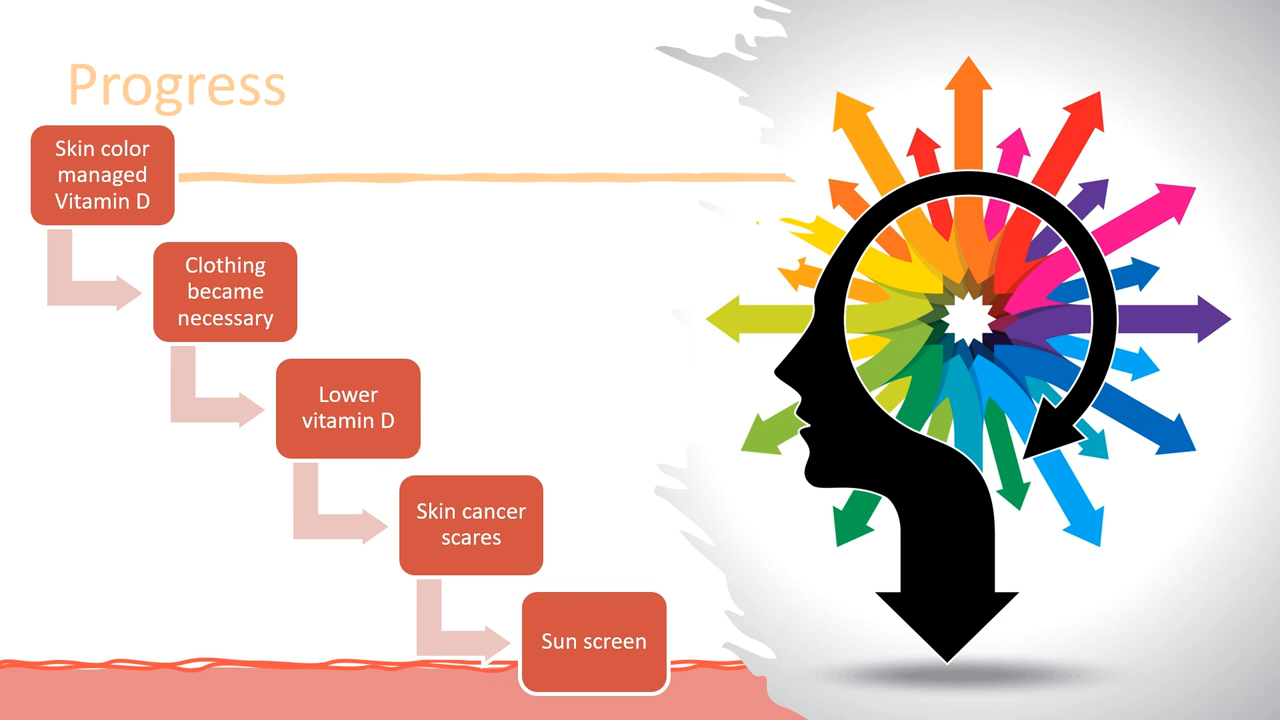 Progress
Skin color
managed
Vitamin D
Clothing
became
necessary
Lower
vitamin D
Skin cancer
scares
Sun screen